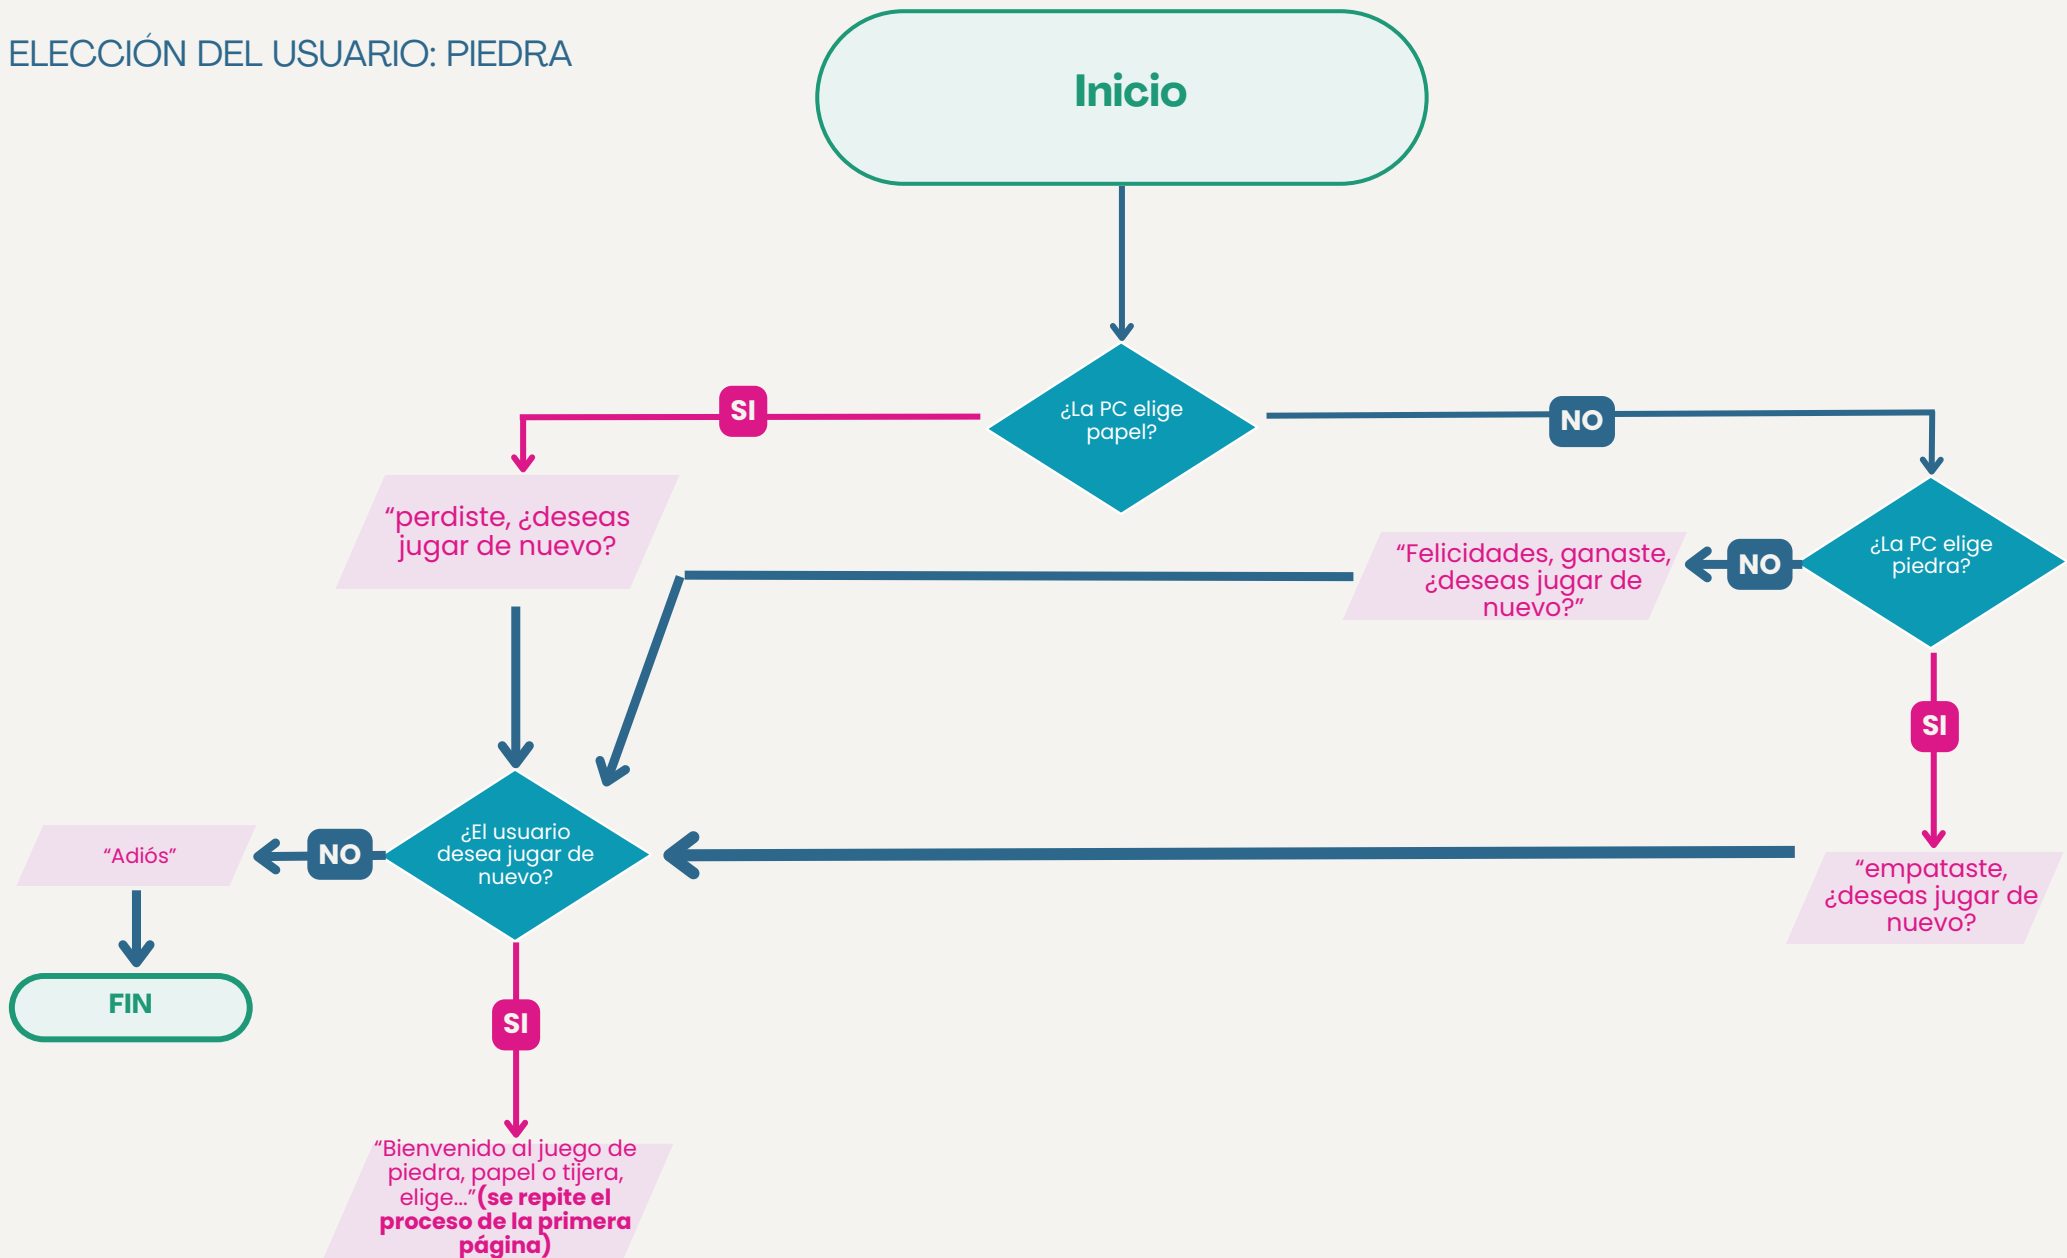 ELECCIÓN DEL USUARIO: PIEDRA
Inicio
¿La PC elige
papel?
SI
NO
“perdiste, ¿deseas
jugar de nuevo?
“Felicidades, ganaste,
¿deseas jugar de
nuevo?”
NO
¿La PC elige
piedra?
SI
“Adiós”
NO
¿El usuario
desea jugar de
nuevo?
“empataste,
¿deseas jugar de
nuevo?
FIN
SI
“Bienvenido al juego de
piedra, papel o tijera,
elige...”(se repite el
proceso de la primera
página)